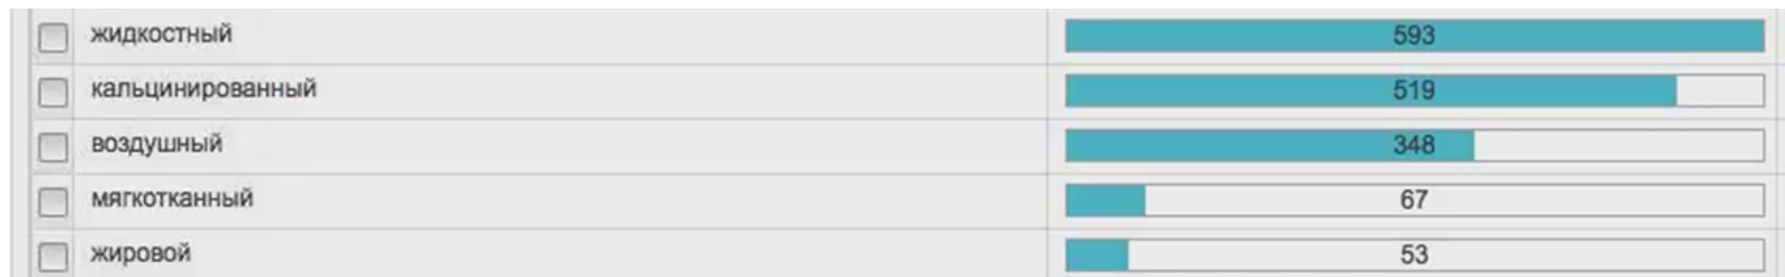 жидкостный 593
кальцинированный 519
воздушный 348
мягкотканный 67
жировой 53